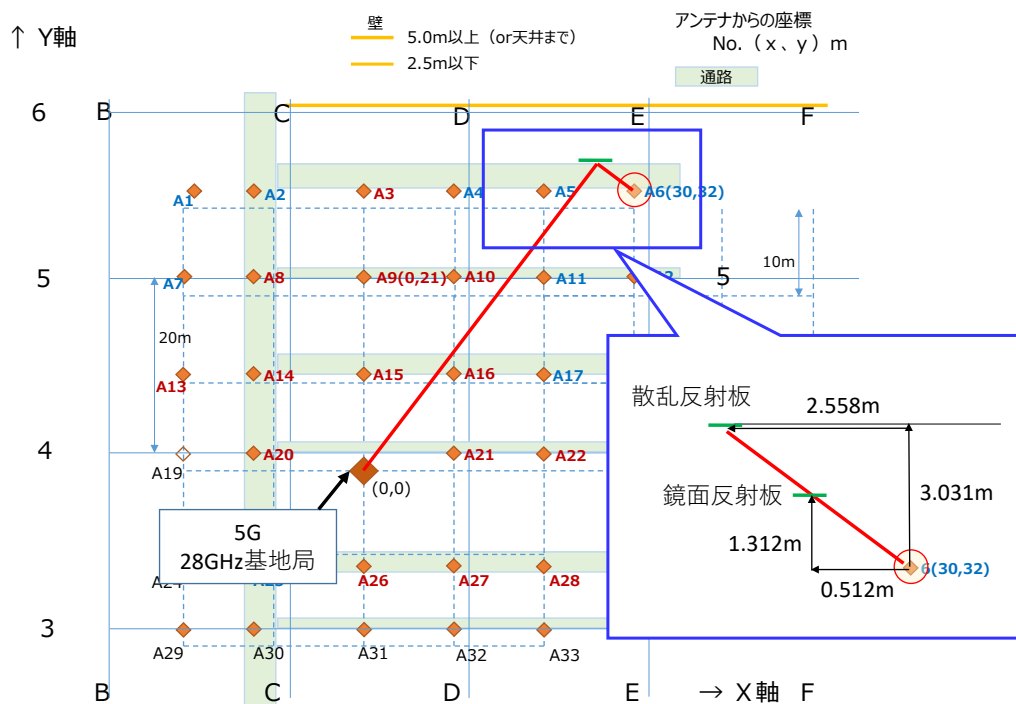 ↑ Y軸
壁
5.0m以上（or天井まで）
2.5m以下
アンテナからの座標
No.（x、y）m
通路
6
B
C
D
E
F
A1
A2
A3
A4
A5
A6(30,32)
10m
5
A7
A8
A9(0,21)
A10
A11
5
20m
A13
A14
A15
A16
A17
4
A19
A20
(0,0)
A21
A22
5G
28GHz基地局
A26
A27
A28
3
A29
A30
A31
A32
A33
B
C
D
E
→ X軸
F
散乱反射板
2.558m
鏡面反射板
3.031m
1.312m
6(30,32)
0.512m